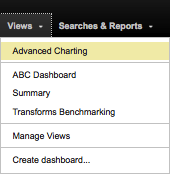 Views Searches & Reports
Advanced Charting
ABC Dashboard
Summary
Transforms Benchmarking
Manage Views
Create dashboard...